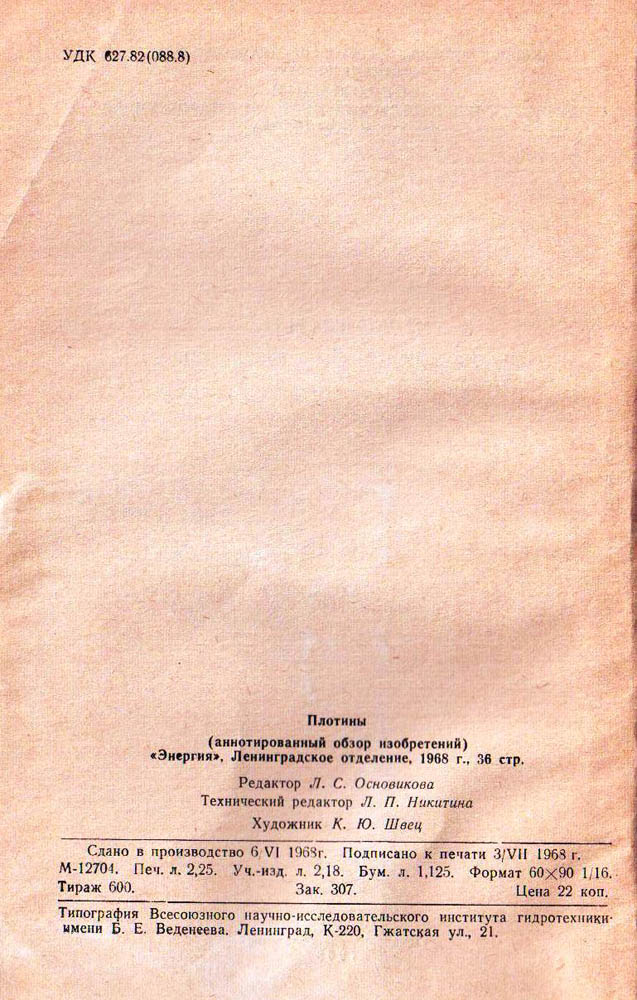 УДК 627.82(088.8)
Плотины
(аннотированный обзор изобретений)
«Энергия», Ленинградское отделение, 1968 г., 36 стр.
Редактор Л. С. Основикова
Технический редактор Л. П. Никитина
Художник К. Ю. Швец
Сдано в производство 6/VI 1968г. Подписано к печати 3/VII 1968 г.
М-12704. Печ. л. 2,25. Уч.-изд. л. 2,18. Бум. л. 1,125. Формат 60×90 1/16.
Тираж 600. Зак. 307. Цена 22 коп.
Типография Всесоюзного научно-исследовательского института гидротехники
имени Б. Е. Веденеева. Ленинград, К-220, Гжатская ул., 21.